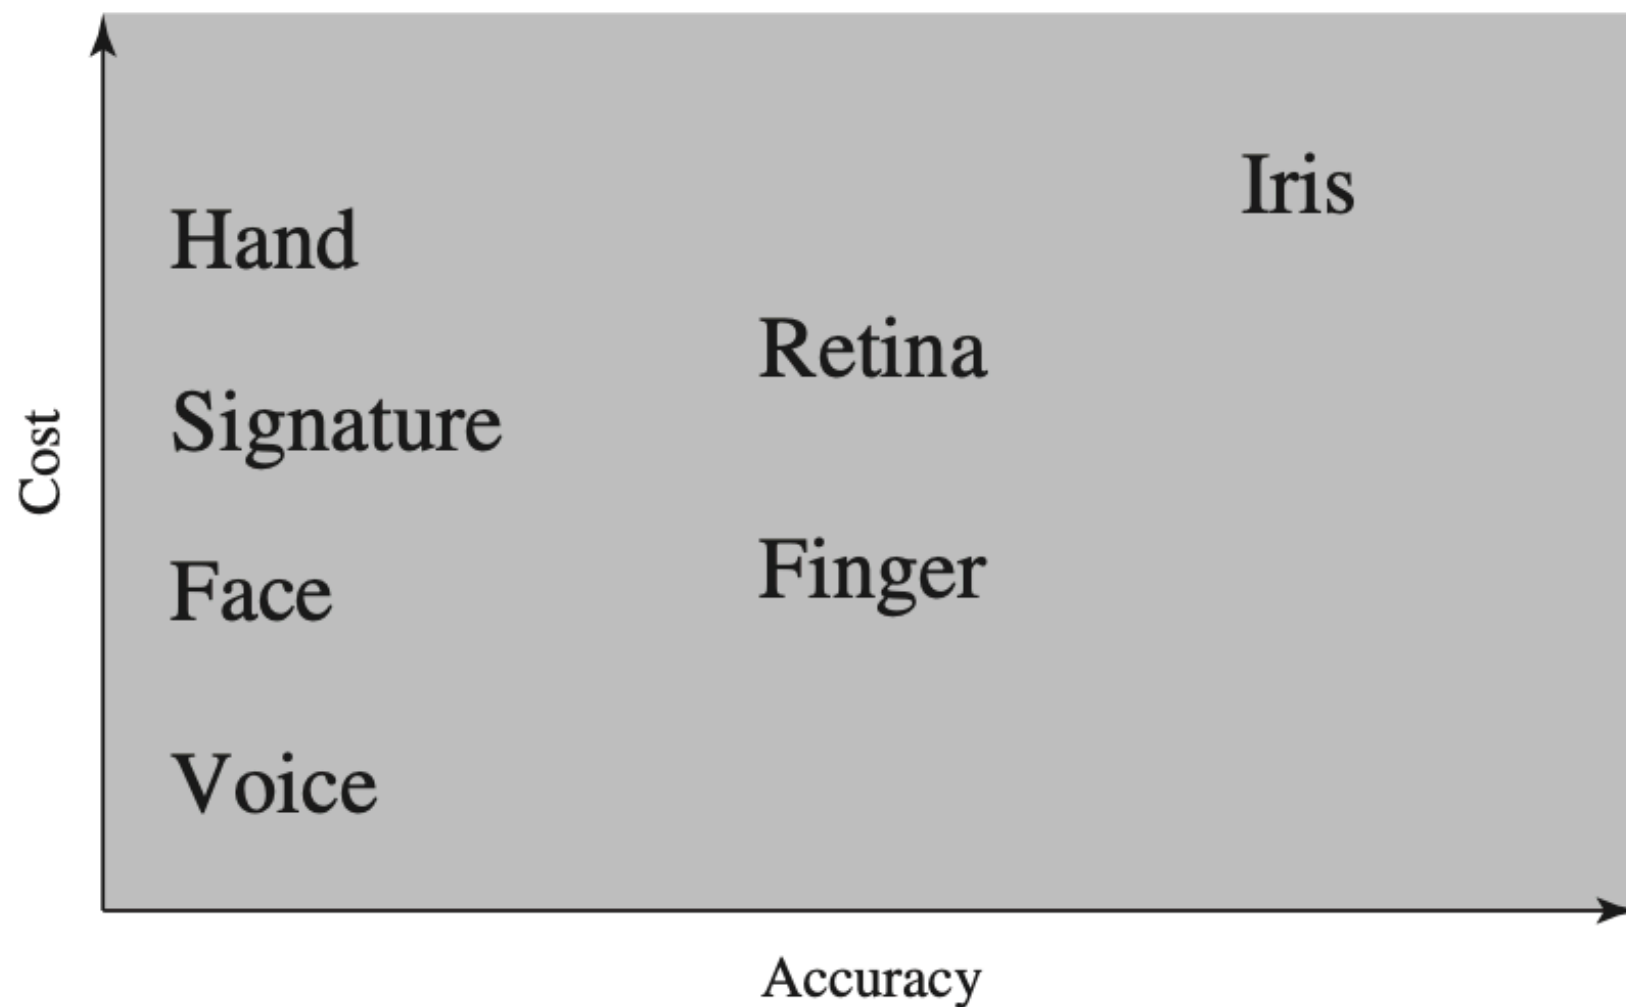 Iris
Hand
Retina
Signature
Finger
Face
Voice
Cost
Accuracy